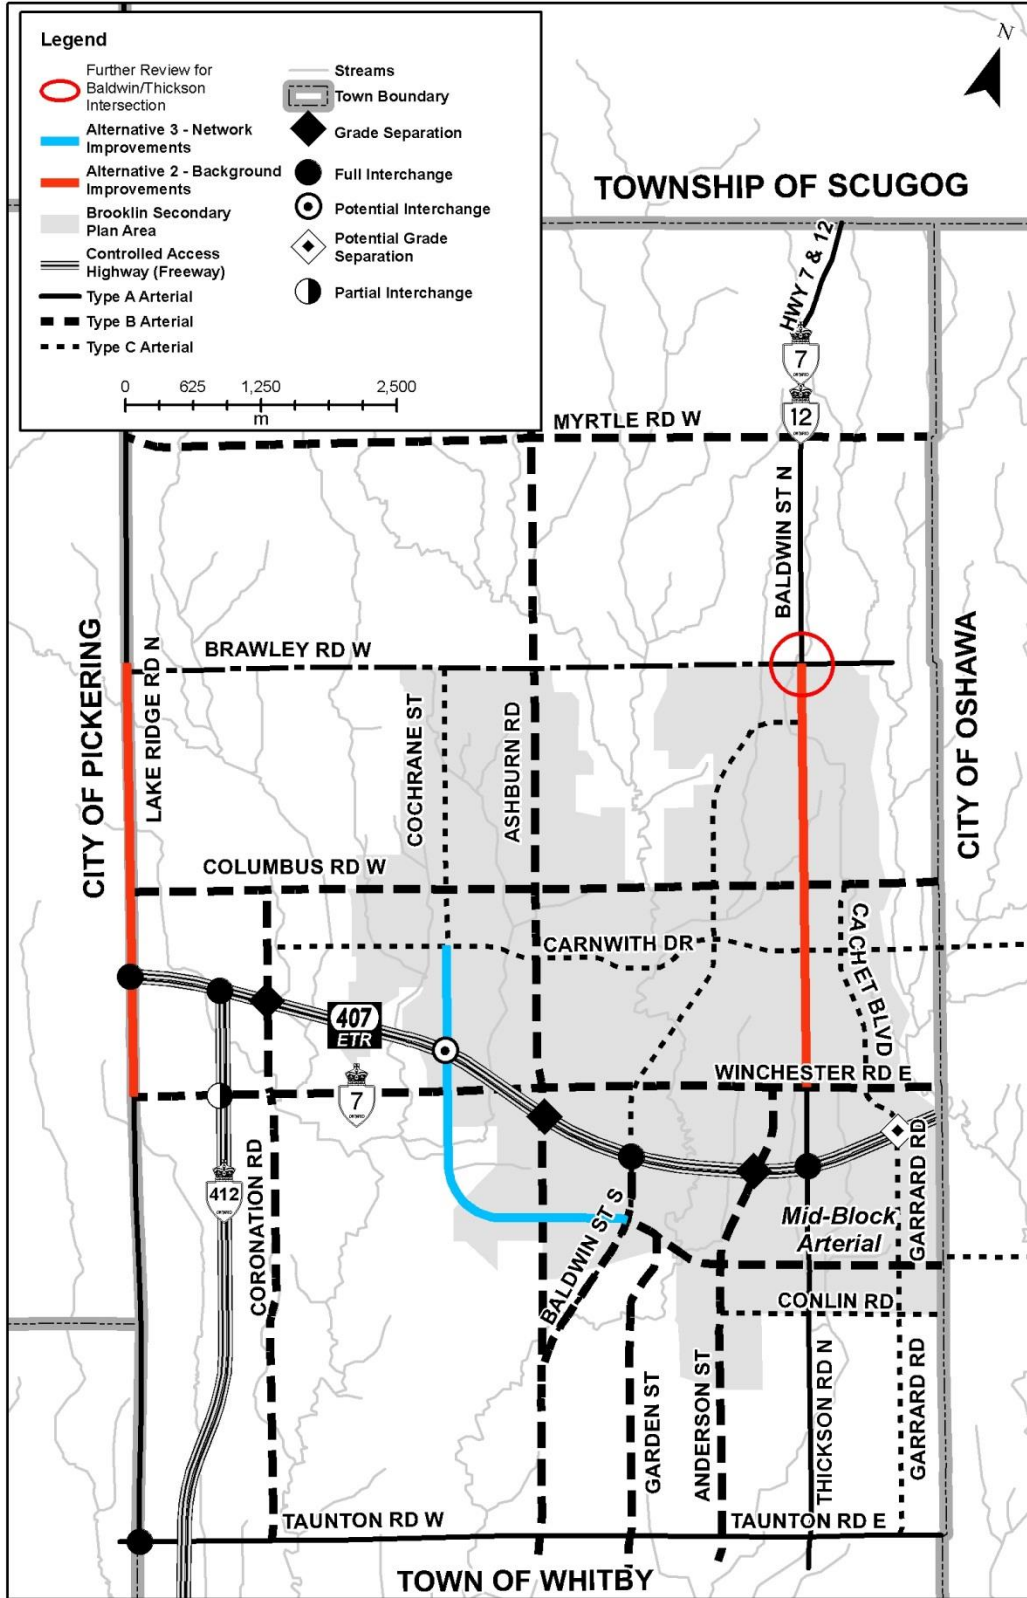 Legend
Further Review for
Baldwin/Thickson
Intersection
Alternative 3 - Network
Improvements
Alternative 2 - Background
Improvements
Brooklin Secondary
Plan Area
Controlled Access
Highway (Freeway)
Type A Arterial
Type B Arterial
Type C Arterial
Streams
Town Boundary
Grade Separation
Full Interchange
Potential Interchange
Potential Grade
Separation
Partial Interchange
0 625 1,250 2,500
m
N
TOWNSHIP OF SCUGOG
HWY 7 & 12
7
12
MYRTLE RD W
BALDWIN ST N
CITY OF PICKERING
LAKE RIDGE RD N
BRAWLEY RD W
COCHRANE ST
ASHBURN RD
CITY OF OSHAWA
COLUMBUS RD W
CARNWITH DR
CACHET BLVD
407
ETR
7
WINCHESTER RD E
412
CORONATION RD
BALDWIN ST S
Mid-Block
Arterial
GARRARD RD
CONLIN RD
GARDEN ST
ANDERSON ST
THICKSON RD N
GARRARD RD
TAUNTON RD W
TAUNTON RD E
TOWN OF WHITBY